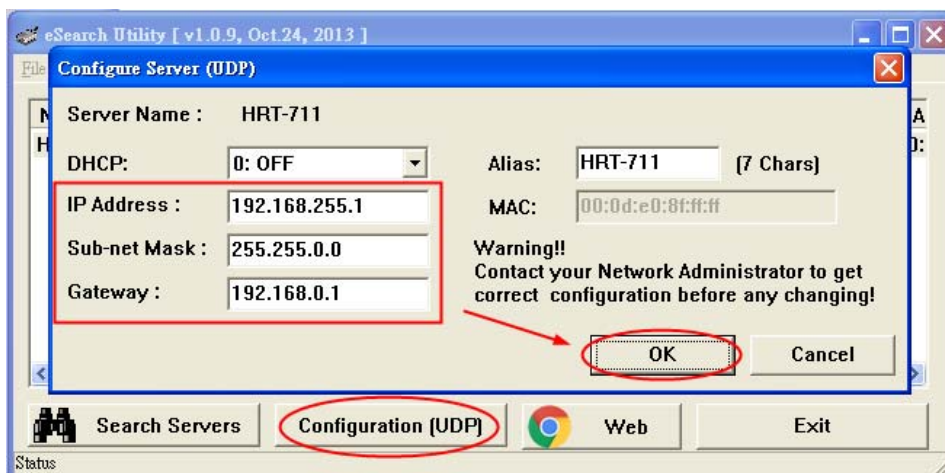 eSearch Utility [ v1.0.9, Oct.24, 2013 ]
File
Configure Server (UDP)
Server Name : HRT-711
DHCP: 0: OFF Alias: HRT-711 (7 Chars)
IP Address : 192.168.255.1 MAC: 00:0d:e0:8f:ff:ff
Sub-net Mask : 255.255.0.0
Gateway : 192.168.0.1
Warning!!
Contact your Network Administrator to get
correct configuration before any changing!
OK Cancel
Search Servers Configuration (UDP) Web Exit
Status